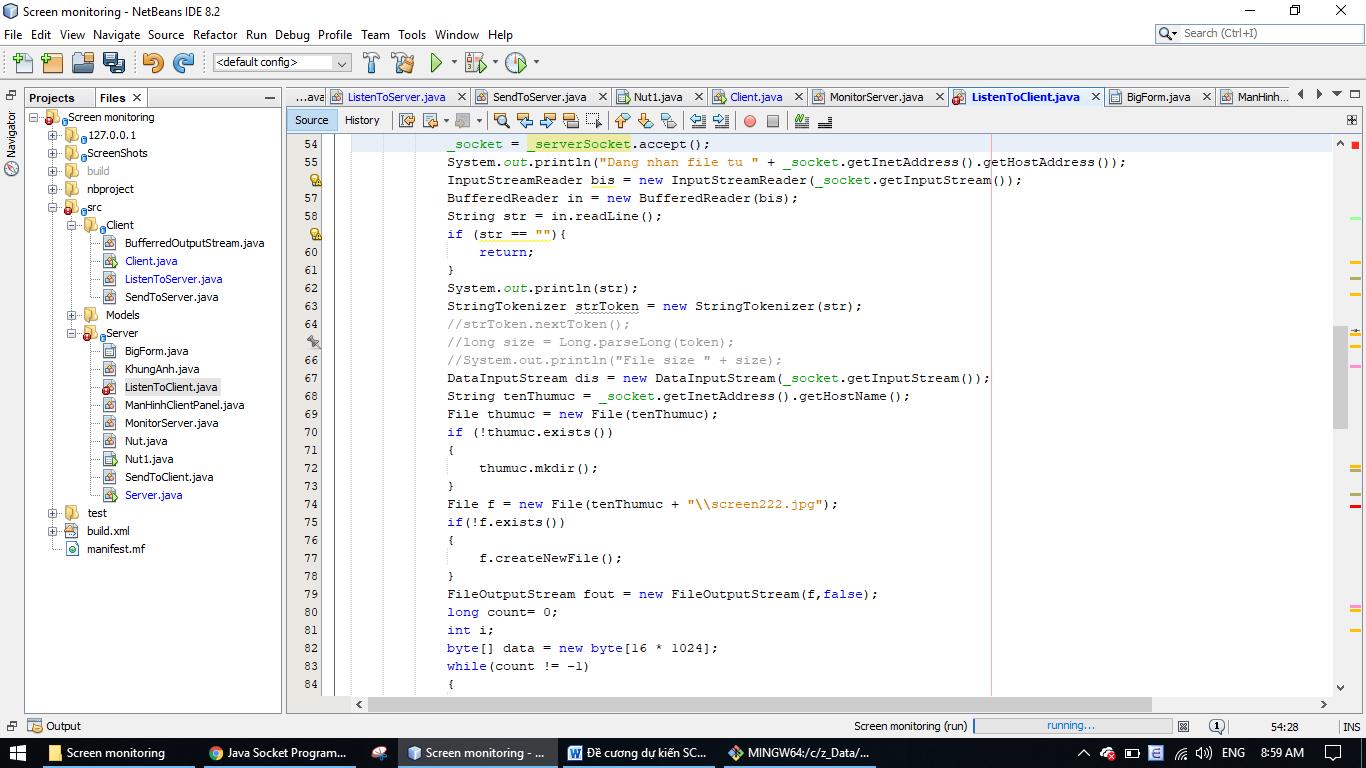 Screen monitoring - NetBeans IDE 8.2
File Edit View Navigate Source Refactor Run Debug Profile Team Tools Window Help
Search (Ctrl+I)
<default config>
Projects Files
...ava ListenToServer.java SendToServer.java Nut1.java Client.java MonitorServer.java ListenToClient.java BigForm.java ManHinh...
Navigator
Source History
Screen monitoring
127.0.0.1
ScreenShots
build
nbproject
src
Client
BufferredOutputStream.java
Client.java
ListenToServer.java
SendToServer.java
Models
Server
BigForm.java
KhungAnh.java
ListenToClient.java
ManHinhClientPanel.java
MonitorServer.java
Nut.java
Nut1.java
SendToClient.java
Server.java
test
build.xml
manifest.mf
54 _socket = _serverSocket.accept();
55 System.out.println("Dang nhan file tu " + _socket.getInetAddress().getHostAddress());
InputStreamReader bis = new InputStreamReader(_socket.getInputStream());
57 BufferedReader in = new BufferedReader(bis);
58 String str = in.readLine();
if (str == ""){
60 return;
61 }
62 System.out.println(str);
63 StringTokenizer strToken = new StringTokenizer(str);
64 //strToken.nextToken();
//long size = Long.parseLong(token);
66 //System.out.println("File size " + size);
67 DataInputStream dis = new DataInputStream(_socket.getInputStream());
68 String tenThumuc = _socket.getInetAddress().getHostName();
69 File thumuc = new File(tenThumuc);
70 if (!thumuc.exists())
71 {
72 thumuc.mkdir();
73 }
74 File f = new File(tenThumuc + "\\screen222.jpg");
75 if(!f.exists())
76 {
77 f.createNewFile();
78 }
79 FileOutputStream fout = new FileOutputStream(f,false);
80 long count= 0;
81 int i;
82 byte[] data = new byte[16 * 1024];
83 while(count != -1)
84 {
Output
Screen monitoring (run) running... 1 54:28 INS
Screen monitoring Java Socket Program... Screen monitoring - ... Đề cương dự kiến SC... MINGW64:/c/z_Data/... ENG 8:59 AM